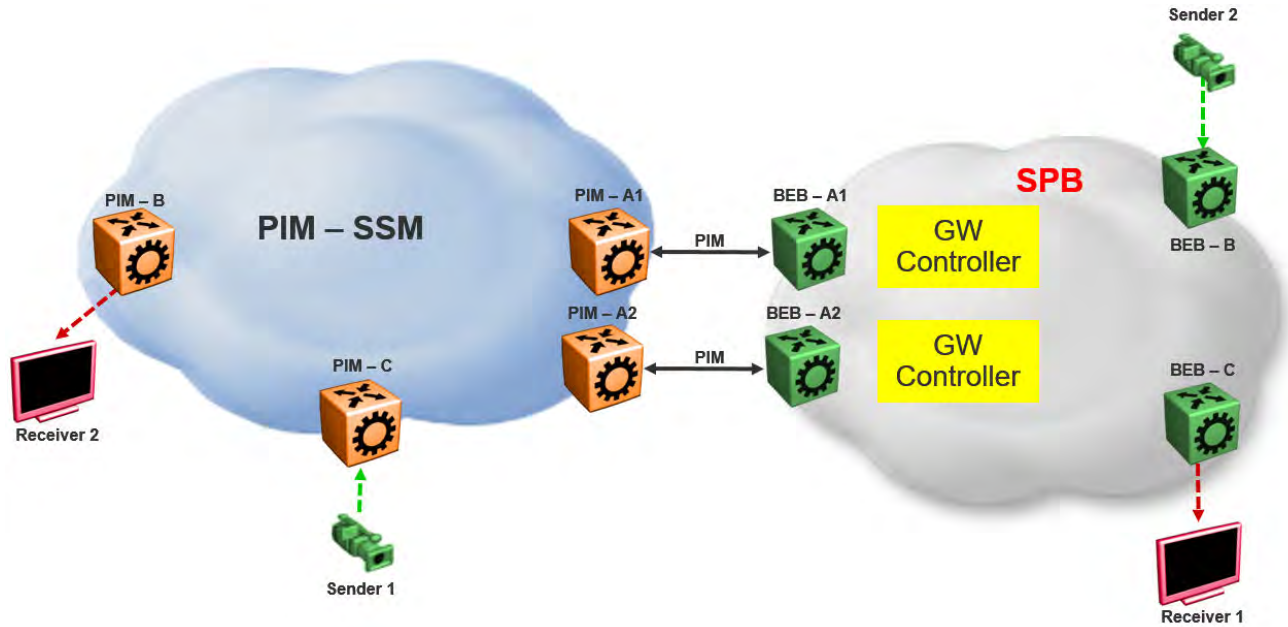 Sender 2
SPB
PIM – B
PIM – SSM
PIM – A1
PIM
BEB – A1
GW
Controller
BEB – B
PIM – A2
PIM
BEB – A2
GW
Controller
PIM – C
BEB – C
Receiver 2
Sender 1
Receiver 1